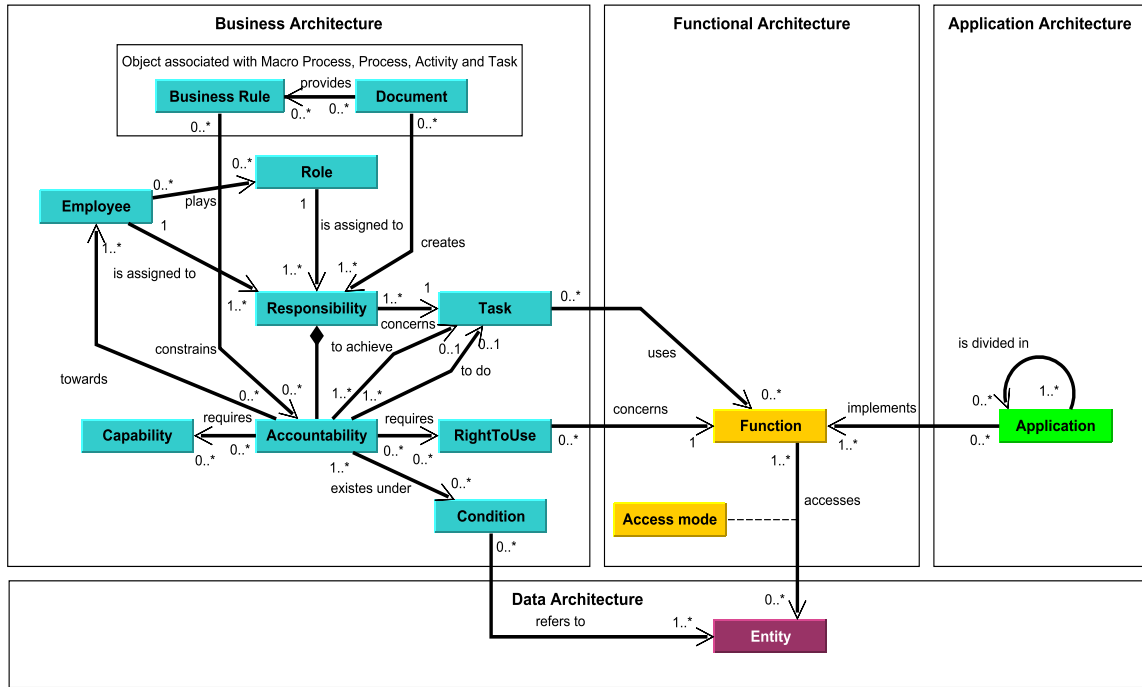 Business Architecture
Functional Architecture
Application Architecture
Object associated with Macro Process, Process, Activity and Task
provides
Business Rule
Document
0..*
0..*
0..*
0..*
0..*
Role
0..*
plays
Employee
1
1
is assigned to
1..*
creates
is assigned to
1..*
1..*
1..*
Responsibility
1..*
1
Task
0..*
concerns
to achieve
0..1
0..1
uses
is divided in
constrains
to do
towards
0..*
0..*
1..*
1..*
0..*
0..*
1..*
requires
requires
concerns
implements
Capability
Accountability
RightToUse
Function
Application
0..*
0..*
0..*
0..*
0..*
1
1..*
0..*
1..*
1..*
existes under
0..*
accesses
Condition
Access mode
0..*
Data Architecture
0..*
refers to
1..*
Entity